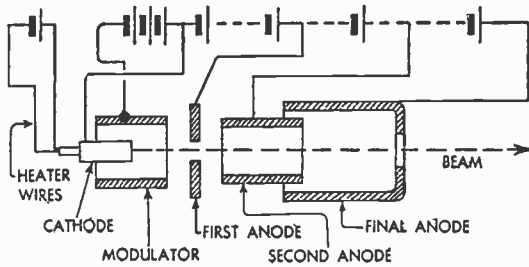 BEAM
HEATER
WIRES
CATHODE
MODULATOR
FIRST ANODE
SECOND ANODE
FINAL ANODE